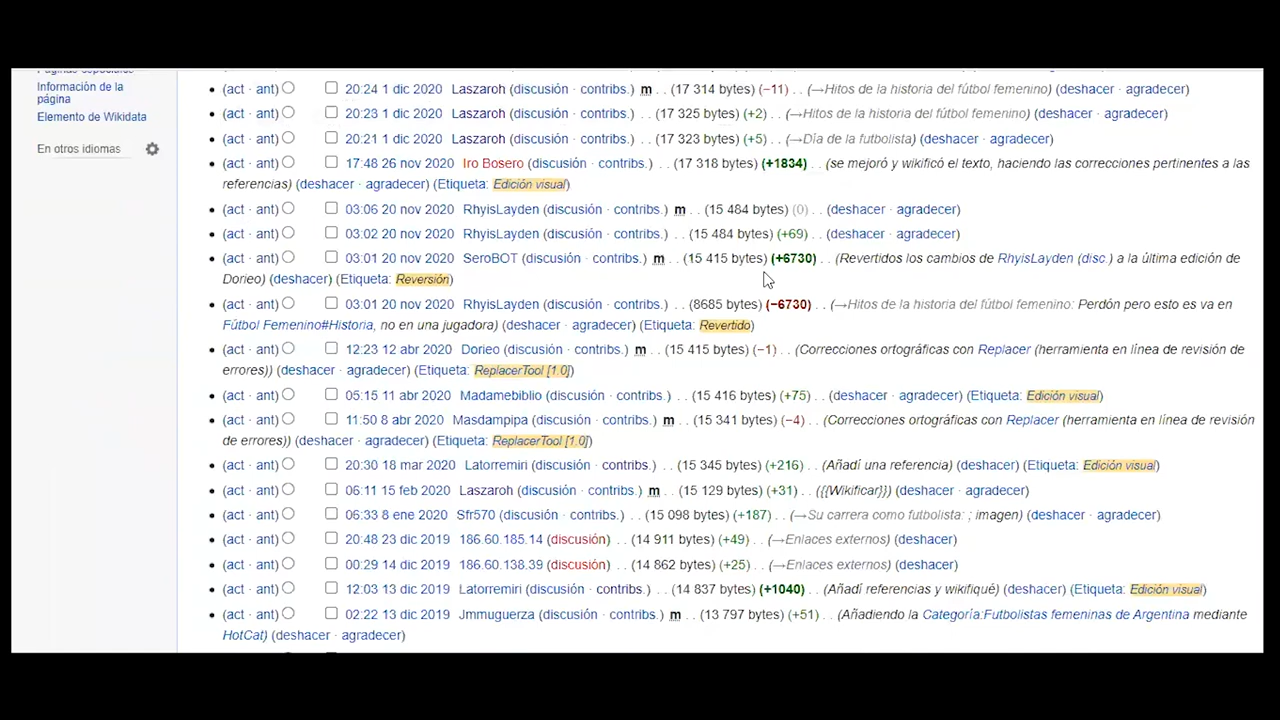 Información de la
página
Elemento de Wikidata
En otros idiomas
(act · ant) 20:24 1 dic 2020 Laszaroh (discusión · contribs.) m . . (17 314 bytes) (−11) . . (→Hitos de la historia del fútbol femenino) (deshacer · agradecer)
(act · ant) 20:23 1 dic 2020 Laszaroh (discusión · contribs.) m . . (17 325 bytes) (+2) . . (→Hitos de la historia del fútbol femenino) (deshacer · agradecer)
(act · ant) 20:21 1 dic 2020 Laszaroh (discusión · contribs.) m . . (17 323 bytes) (+5) . . (→Día de la futbolista) (deshacer · agradecer)
(act · ant) 17:48 26 nov 2020 Iro Bosero (discusión · contribs.) . . (17 318 bytes) (+1834) . . (se mejoró y wikificó el texto, haciendo las correcciones pertinentes a las
referencias) (deshacer · agradecer) (Etiqueta: Edición visual)
(act · ant) 03:06 20 nov 2020 RhyisLayden (discusión · contribs.) m . . (15 484 bytes) (0) . . (deshacer · agradecer)
(act · ant) 03:02 20 nov 2020 RhyisLayden (discusión · contribs.) . . (15 484 bytes) (+69) . . (deshacer · agradecer)
(act · ant) 03:01 20 nov 2020 SeroBOT (discusión · contribs.) m . . (15 415 bytes) (+6730) . . (Revertidos los cambios de RhyisLayden (disc.) a la última edición de
Dorieo) (deshacer) (Etiqueta: Reversión)
(act · ant) 03:01 20 nov 2020 RhyisLayden (discusión · contribs.) . . (8685 bytes) (−6730) . . (→Hitos de la historia del fútbol femenino: Perdón pero esto es va en
Fútbol Femenino#Historia, no en una jugadora) (deshacer · agradecer) (Etiqueta: Revertido)
(act · ant) 12:23 12 abr 2020 Dorieo (discusión · contribs.) m . . (15 415 bytes) (−1) . . (Correcciones ortográficas con Replacer (herramienta en línea de revisión de
errores)) (deshacer · agradecer) (Etiqueta: ReplacerTool [1.0])
(act · ant) 05:15 11 abr 2020 Madamebiblio (discusión · contribs.) . . (15 416 bytes) (+75) . . (deshacer · agradecer) (Etiqueta: Edición visual)
(act · ant) 11:50 8 abr 2020 Masdampipa (discusión · contribs.) m . . (15 341 bytes) (−4) . . (Correcciones ortográficas con Replacer (herramienta en línea de revisión
de errores)) (deshacer · agradecer) (Etiqueta: ReplacerTool [1.0])
(act · ant) 20:30 18 mar 2020 Latorremiri (discusión · contribs.) . . (15 345 bytes) (+216) . . (Añadí una referencia) (deshacer) (Etiqueta: Edición visual)
(act · ant) 06:11 15 feb 2020 Laszaroh (discusión · contribs.) m . . (15 129 bytes) (+31) . . ({{Wikificar}}) (deshacer · agradecer)
(act · ant) 06:33 8 ene 2020 Sfr570 (discusión · contribs.) . . (15 098 bytes) (+187) . . (→Su carrera como futbolista: ; imagen) (deshacer · agradecer)
(act · ant) 20:48 23 dic 2019 186.60.185.14 (discusión) . . (14 911 bytes) (+49) . . (→Enlaces externos) (deshacer)
(act · ant) 00:29 14 dic 2019 186.60.138.39 (discusión) . . (14 862 bytes) (+25) . . (→Enlaces externos) (deshacer)
(act · ant) 12:03 13 dic 2019 Latorremiri (discusión · contribs.) . . (14 837 bytes) (+1040) . . (Añadí referencias y wikifiqué) (deshacer) (Etiqueta: Edición visual)
(act · ant) 02:22 13 dic 2019 Jmmuguerza (discusión · contribs.) m . . (13 797 bytes) (+51) . . (Añadiendo la Categoría:Futbolistas femeninas de Argentina mediante
HotCat) (deshacer · agradecer)